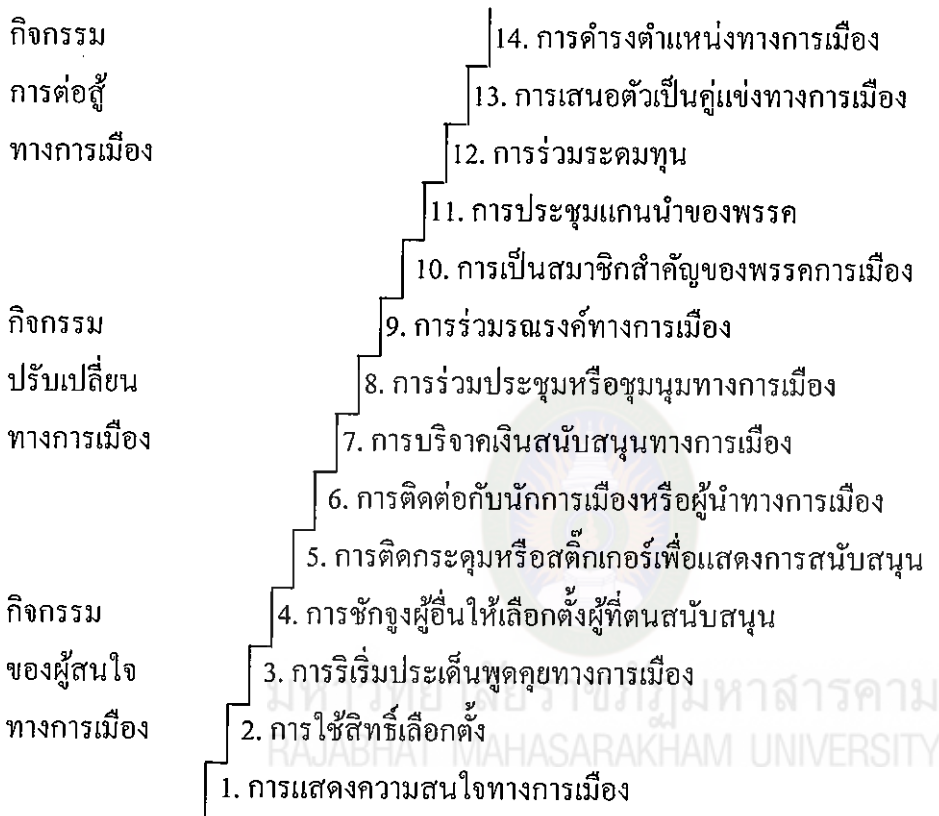 กิจกรรม
การต่อสู้
ทางการเมือง
14. การดำรงตำแหน่งทางการเมือง
13. การเสนอตัวเป็นคู่แข่งทางการเมือง
12. การร่วมระดมทุน
11. การประชุมแกนนำของพรรค
10. การเป็นสมาชิกสำคัญของพรรคการเมือง
กิจกรรม
ปรับเปลี่ยน
ทางการเมือง
9. การร่วมรณรงค์ทางการเมือง
8. การร่วมประชุมหรือชุมนุมทางการเมือง
7. การบริจาคเงินสนับสนุนทางการเมือง
6. การติดต่อกับนักการเมืองหรือผู้นำทางการเมือง
5. การติดกระดุมหรือสติ๊กเกอร์เพื่อแสดงการสนับสนุน
กิจกรรม
ของผู้สนใจ
ทางการเมือง
4. การชักจูงผู้อื่นให้เลือกตั้งผู้ที่ตนสนับสนุน
3. การริเริ่มประเด็นพูดคุยทางการเมือง
2. การใช้สิทธิ์เลือกตั้ง
1. การแสดงความสนใจทางการเมือง
มหาวิทยาลัยราชภัฏมหาสารคาม
RAJABHAT MAHASARAKHAM UNIVERSITY